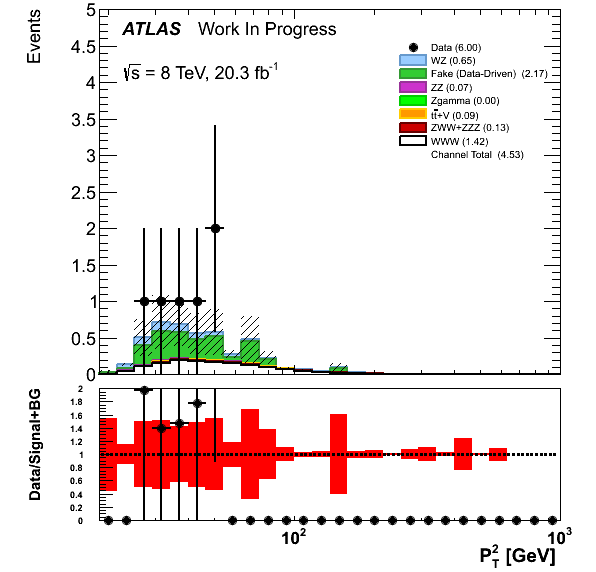 Events
5
4.5
4
3.5
3
2.5
2
1.5
1
0.5
0
ATLAS Work In Progress
√s = 8 TeV, 20.3 fb⁻¹
Data (6.00)
WZ (0.65)
Fake (Data-Driven) (2.17)
ZZ (0.07)
Zgamma (0.00)
tt̄+V (0.09)
ZWW+ZZZ (0.13)
WWW (1.42)
Channel Total (4.53)
Data/Signal+BG
2
1.8
1.6
1.4
1.2
1
0.8
0.6
0.4
0.2
0
10²
10³
P_T² [GeV]